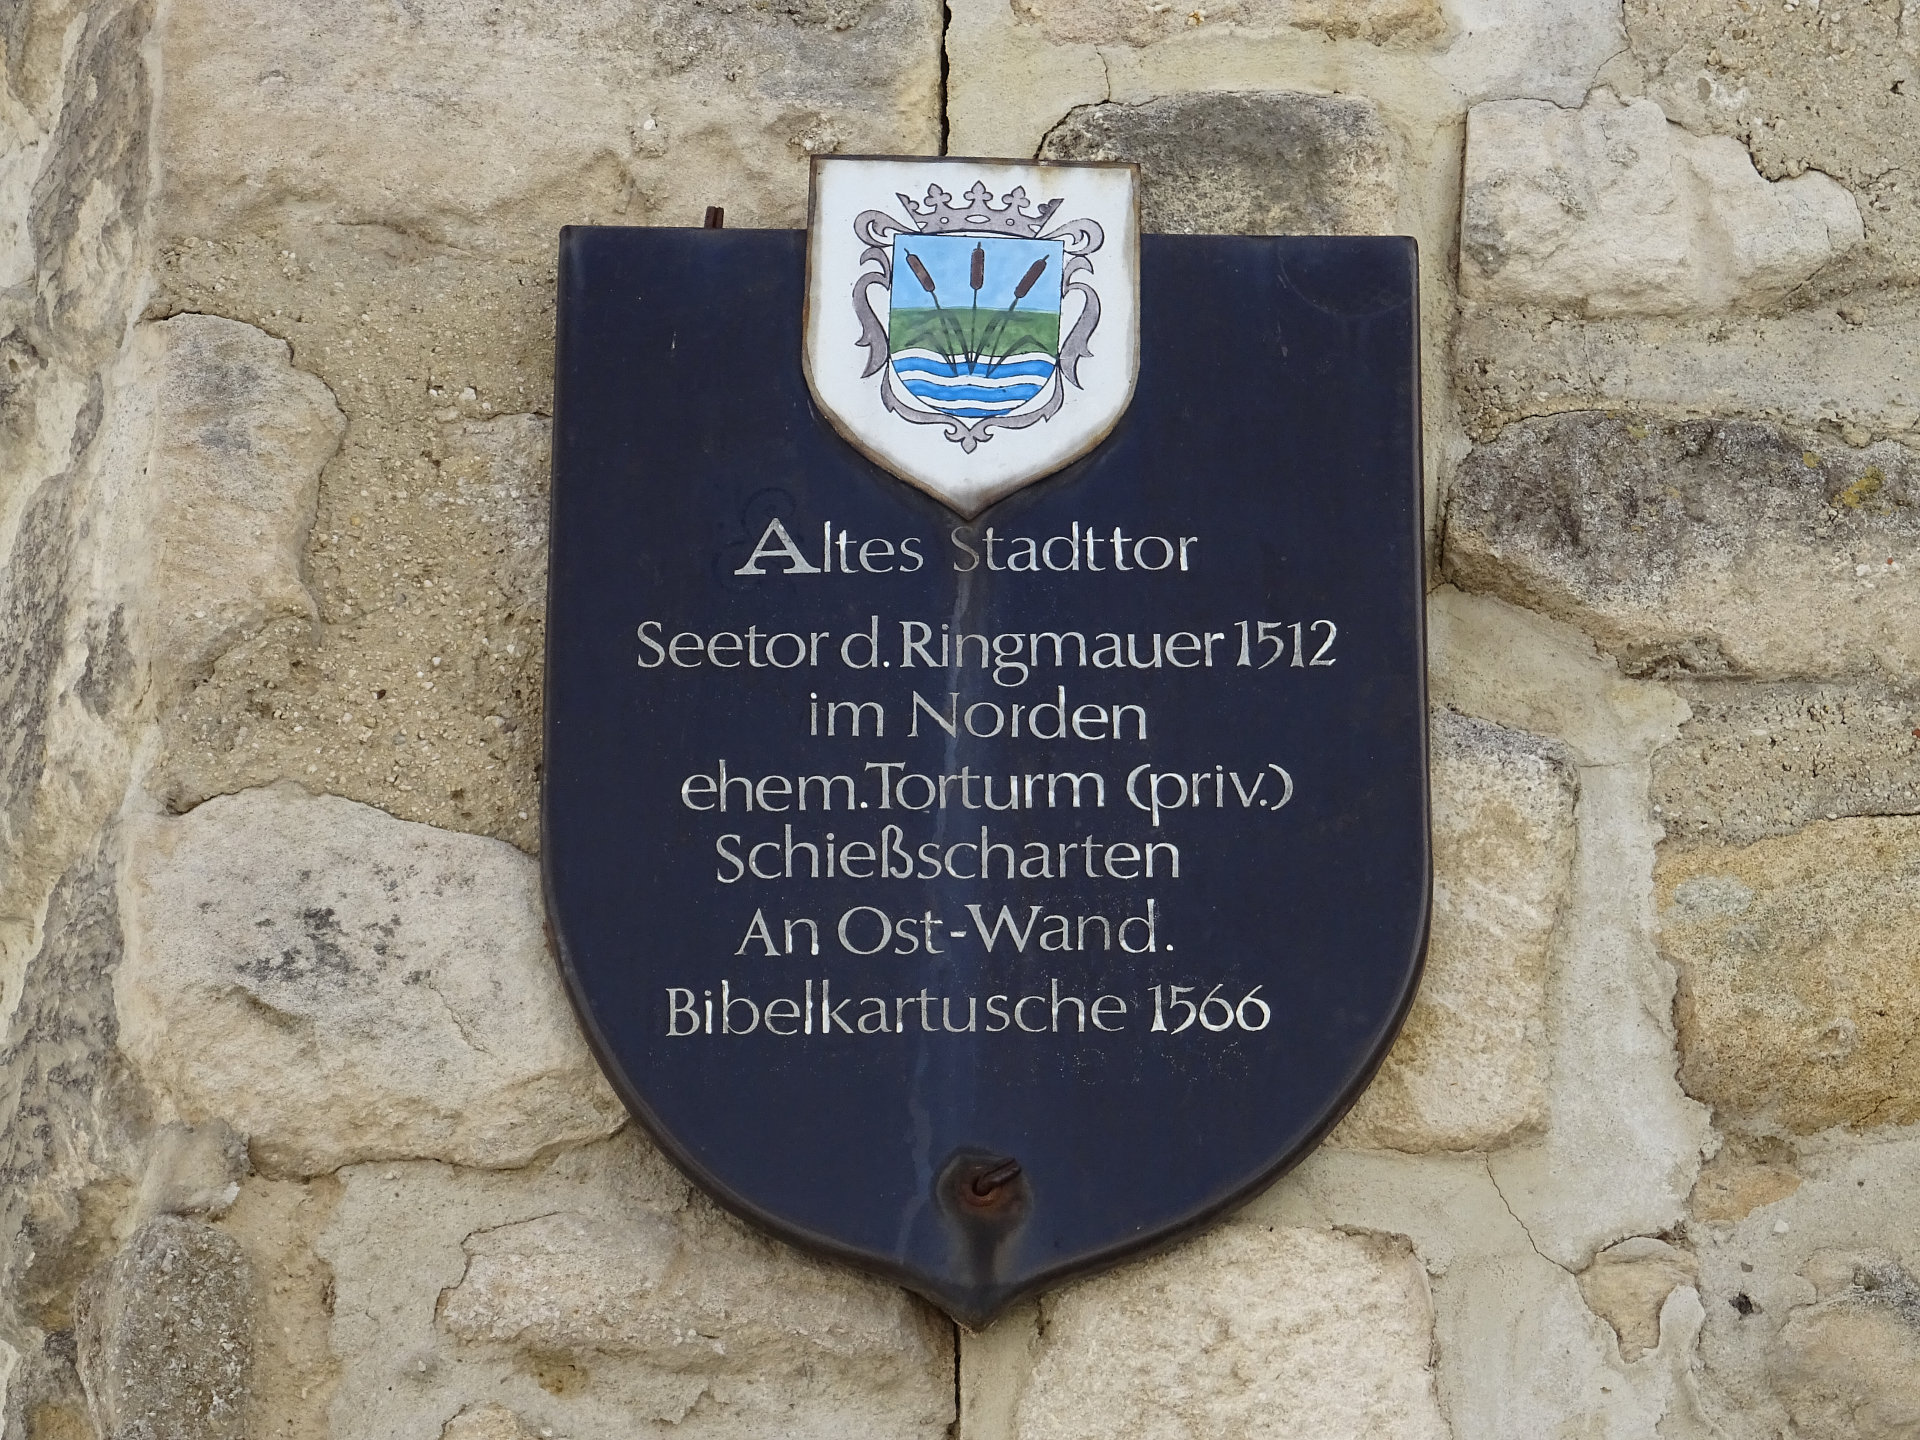 Altes Stadttor
Seetor d. Ringmauer 1512
im Norden
ehem. Torturm (priv.)
Schießscharten
An Ost-Wand.
Bibelkartusche 1566